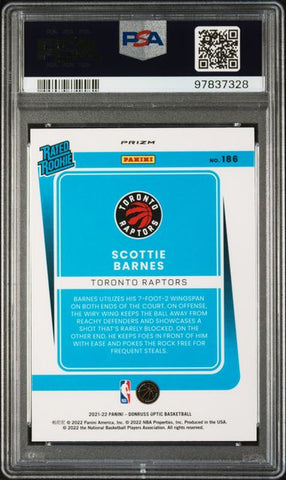 PSA
97837328
PRIZM
RATED ROOKIE
PANINI
NO. 186
TORONTO
RAPTORS
SCOTTIE
BARNES
TORONTO RAPTORS
BARNES UTILIZES HIS 7-FOOT-2 WINGSPAN
ON BOTH ENDS OF THE COURT. ON OFFENSE,
THE WIRY WING KEEPS THE BALL AWAY FROM
REACHY DEFENDERS AND SHOWCASES A
SHOT THAT'S RARELY BLOCKED. ON THE
OTHER END, HE KEEPS FOES IN FRONT OF HIM
WITH EASE AND POKES THE ROCK FREE FOR
FREQUENT STEALS.
2021-22 PANINI - DONRUSS OPTIC BASKETBALL
© 2022 Panini America, Inc. © 2022 NBA Properties, Inc. Produced in the USA.
© 2022 the National Basketball Players Association. All rights reserved.